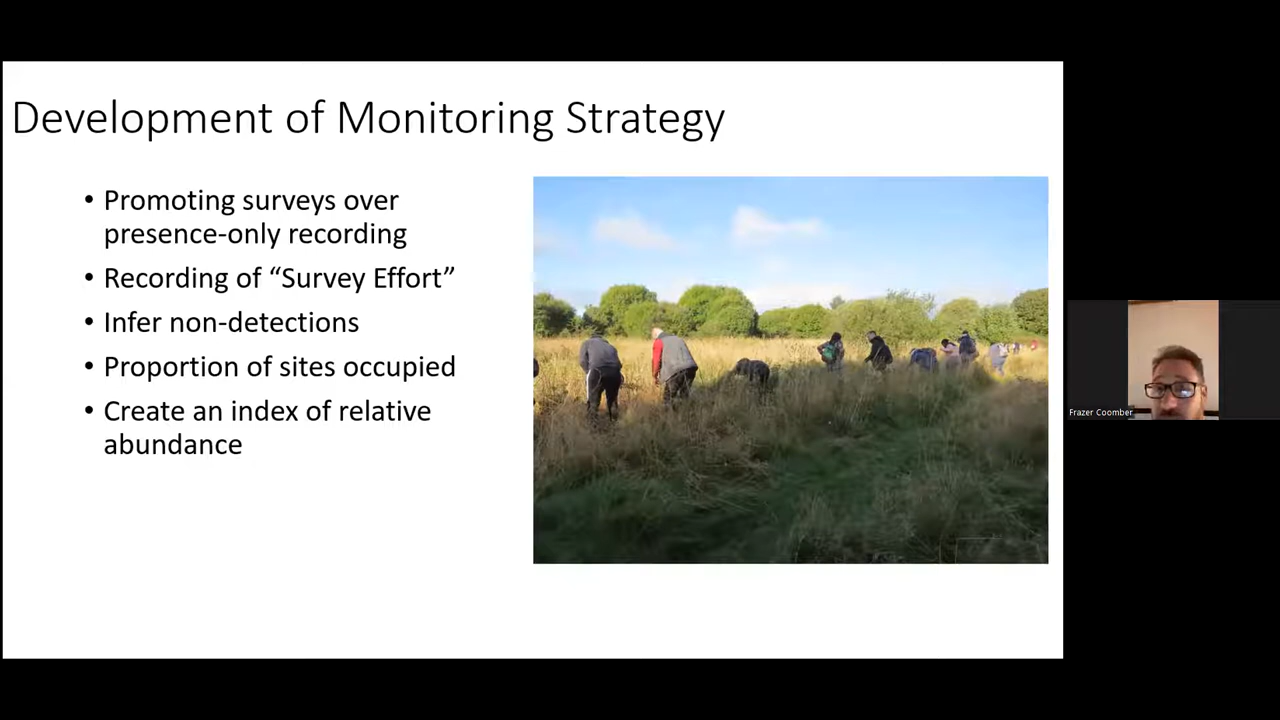 Development of Monitoring Strategy
• Promoting surveys over
presence-only recording
• Recording of “Survey Effort”
• Infer non-detections
• Proportion of sites occupied
• Create an index of relative
abundance
Frazer Coomber